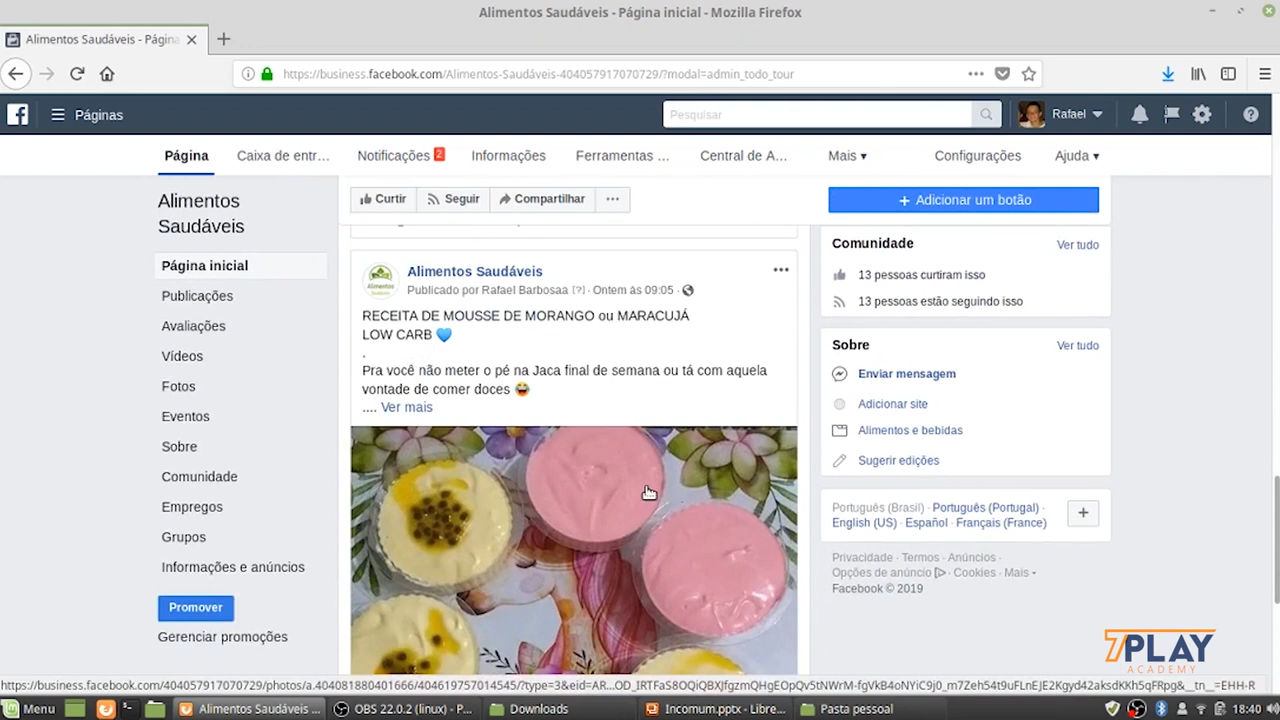 Alimentos Saudáveis - Página inicial - Mozilla Firefox
Alimentos Saudáveis - Página
https://business.facebook.com/Alimentos-Saudáveis-404057917070729/?modal=admin_todo_tour
Páginas
Pesquisar
Rafael
Página
Caixa de entr...
Notificações 2
Informações
Ferramentas ...
Central de A...
Mais
Configurações
Ajuda
Alimentos
Saudáveis
Página inicial
Publicações
Avaliações
Vídeos
Fotos
Eventos
Sobre
Comunidade
Empregos
Grupos
Informações e anúncios
Promover
Gerenciar promoções
Curtir
Seguir
Compartilhar
+ Adicionar um botão
Alimentos Saudáveis
Publicado por Rafael Barbosaa [?] · Ontem às 09:05 ·
RECEITA DE MOUSSE DE MORANGO ou MARACUJÁ
LOW CARB 💙
.
Pra você não meter o pé na Jaca final de semana ou tá com aquela
vontade de comer doces 😂
.... Ver mais
Comunidade
Ver tudo
13 pessoas curtiram isso
13 pessoas estão seguindo isso
Sobre
Ver tudo
Enviar mensagem
Adicionar site
Alimentos e bebidas
Sugerir edições
Português (Brasil) · Português (Portugal) ·
English (US) · Español · Français (France)
+
Privacidade · Termos · Anúncios ·
Opções de anúncio · Cookies · Mais
Facebook © 2019
7PLAY
ACADEMY
Menu
Alimentos Saudáveis ...
OBS 22.0.2 (linux) - P...
Downloads
Incomum.pptx - Libre...
Pasta pessoal
18:40